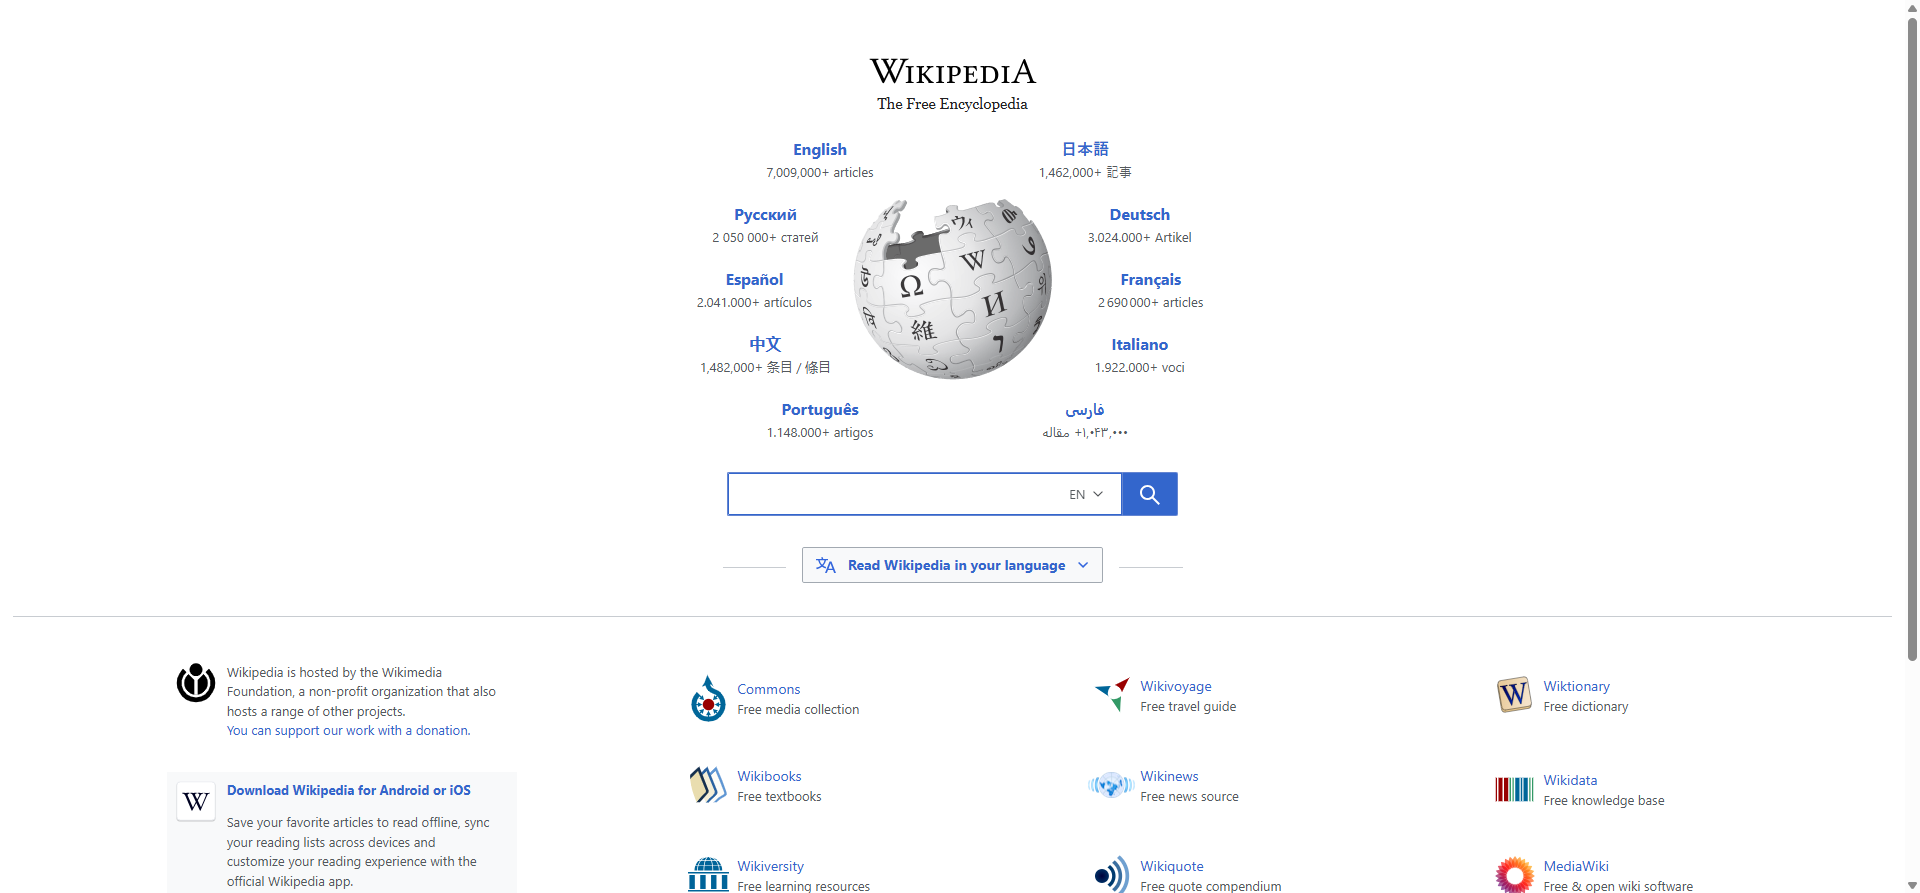 WIKIPEDIA
The Free Encyclopedia
English
7,009,000+ articles
日本語
1,462,000+ 記事
Русский
2 050 000+ статей
Deutsch
3.024.000+ Artikel
Español
2.041.000+ artículos
Français
2 690 000+ articles
中文
1,482,000+ 条目 / 條目
Italiano
1.922.000+ voci
Português
1.148.000+ artigos
فارسی
۱٬۰۴۳٬۰۰۰+ مقاله
Ω
W
И
維
ウィ
EN
Read Wikipedia in your language
Wikipedia is hosted by the Wikimedia
Foundation, a non-profit organization that also
hosts a range of other projects.
You can support our work with a donation.
W
Download Wikipedia for Android or iOS
Save your favorite articles to read offline, sync
your reading lists across devices and
customize your reading experience with the
official Wikipedia app.
Commons
Free media collection
Wikivoyage
Free travel guide
W
Wiktionary
Free dictionary
Wikibooks
Free textbooks
Wikinews
Free news source
Wikidata
Free knowledge base
Wikiversity
Free learning resources
Wikiquote
Free quote compendium
MediaWiki
Free & open wiki software